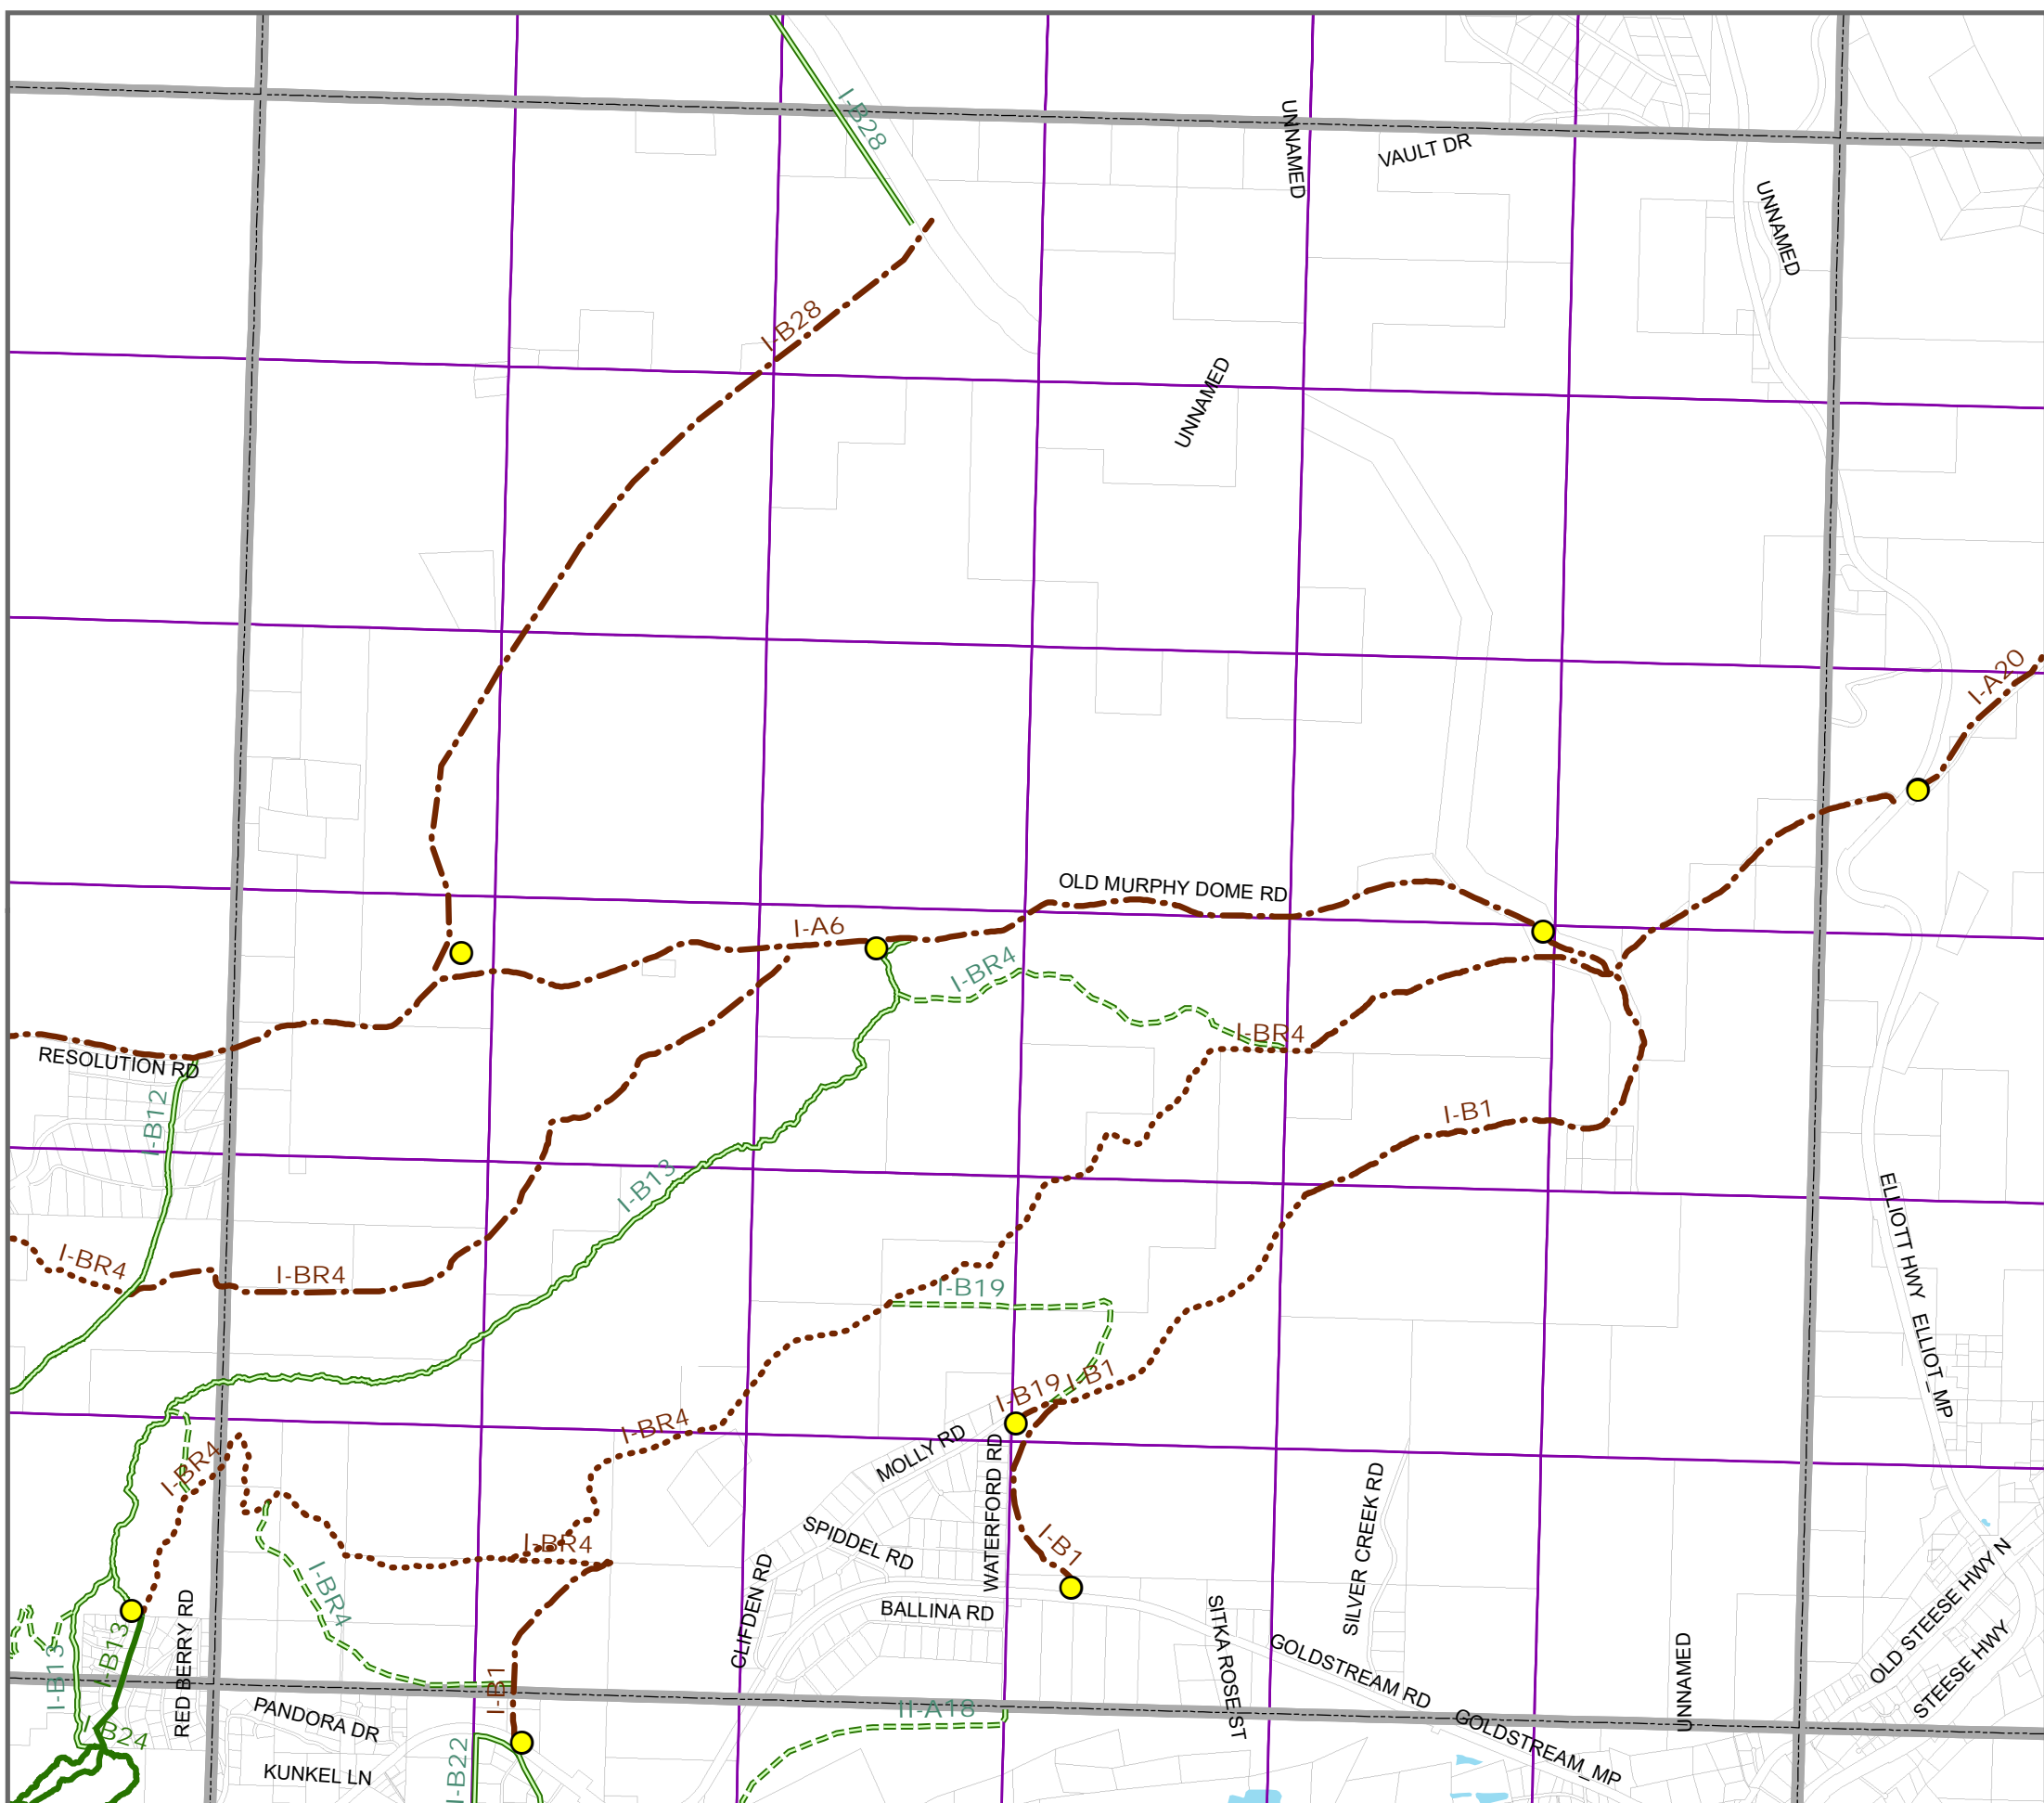 I-B28
UNNAMED
VAULT DR
UNNAMED
I-B28
UNNAMED
I-A20
OLD MURPHY DOME RD
I-A6
I-BR4
I-BR4
RESOLUTION RD
I-B12
I-B1
I-B13
ELLIOTT HWY
I-BR4
I-BR4
I-B19
ELLIOT_MP
I-B19
I-B1
I-BR4
MOLLY RD
I-BR4
WATERFORD RD
SILVER CREEK RD
SPIDDEL RD
I-BR4
I-B1
I-BR4
CLIFDEN RD
BALLINA RD
RED BERRY RD
I-B13
II-B13
SITKA ROSE ST
GOLDSTREAM RD
UNNAMED
OLD STEESE HWY N
STEESE HWY
I-B1
II-A18
PANDORA DR
I-B24
GOLDSTREAM_MP
KUNKEL LN
I-B22